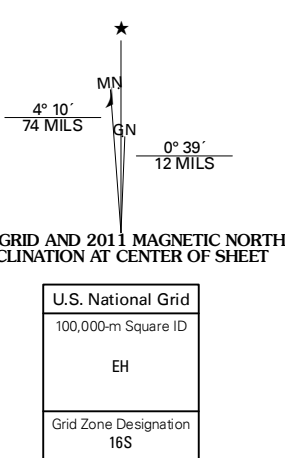 ★
MN
4° 10´
74 MILS
GN
0° 39´
12 MILS
GRID AND 2011 MAGNETIC NORTH
CLINATION AT CENTER OF SHEET
U.S. National Grid
100,000-m Square ID
EH
Grid Zone Designation
16S